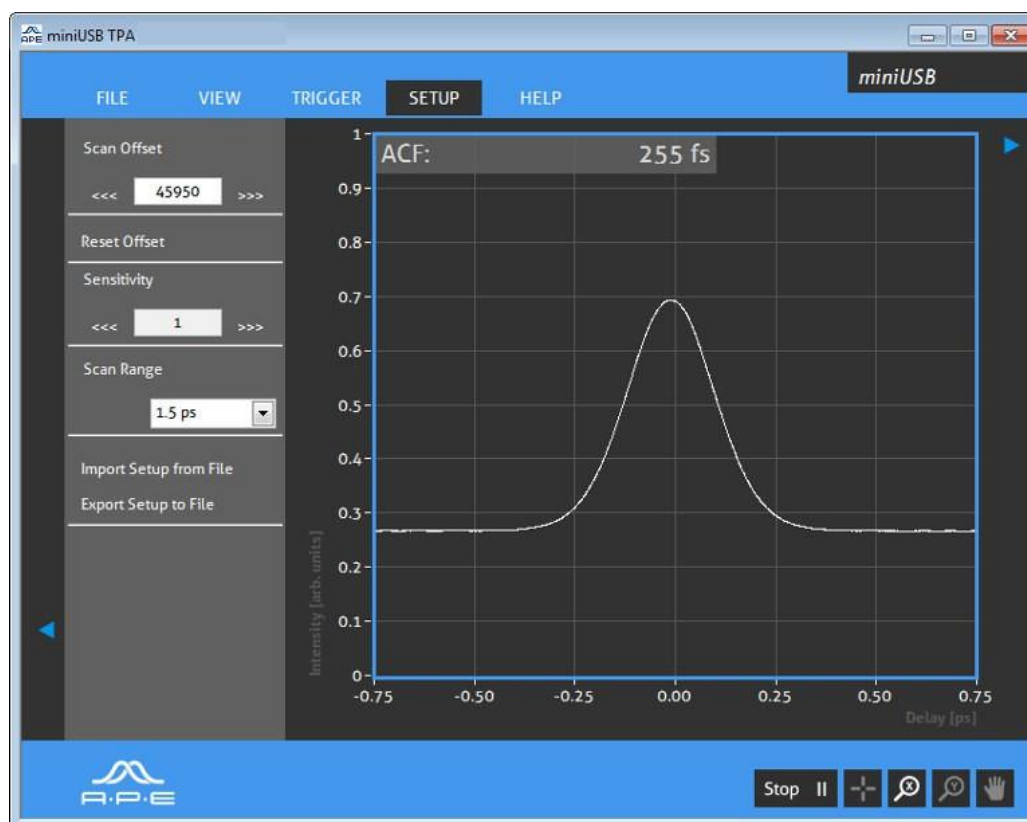 APE miniUSB TPA
miniUSB
FILE VIEW TRIGGER SETUP HELP
Scan Offset
<<< 45950 >>>
Reset Offset
Sensitivity
<<< 1 >>>
Scan Range
1.5 ps
Import Setup from File
Export Setup to File
ACF: 255 fs
1
0.9
0.8
0.7
0.6
0.5
0.4
0.3
0.2
0.1
0
Intensity [arb. units]
-0.75 -0.50 -0.25 0.00 0.25 0.50 0.75
Delay [ps]
A·P·E
Stop
X Y